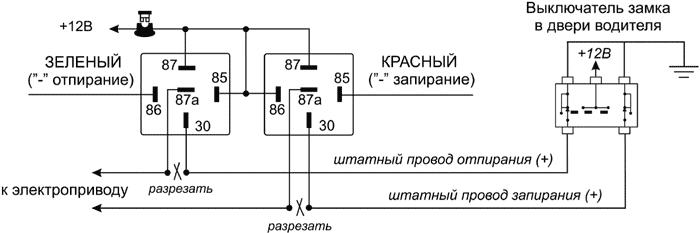 Выключатель замка
в двери водителя
+12В
+12В
ЗЕЛЕНЫЙ
("-" отпирание)
КРАСНЫЙ
("-" запирание)
87
85
86
87а
30
87
85
86
87а
30
штатный провод отпирания (+)
к электроприводу
разрезать
штатный провод запирания (+)
разрезать